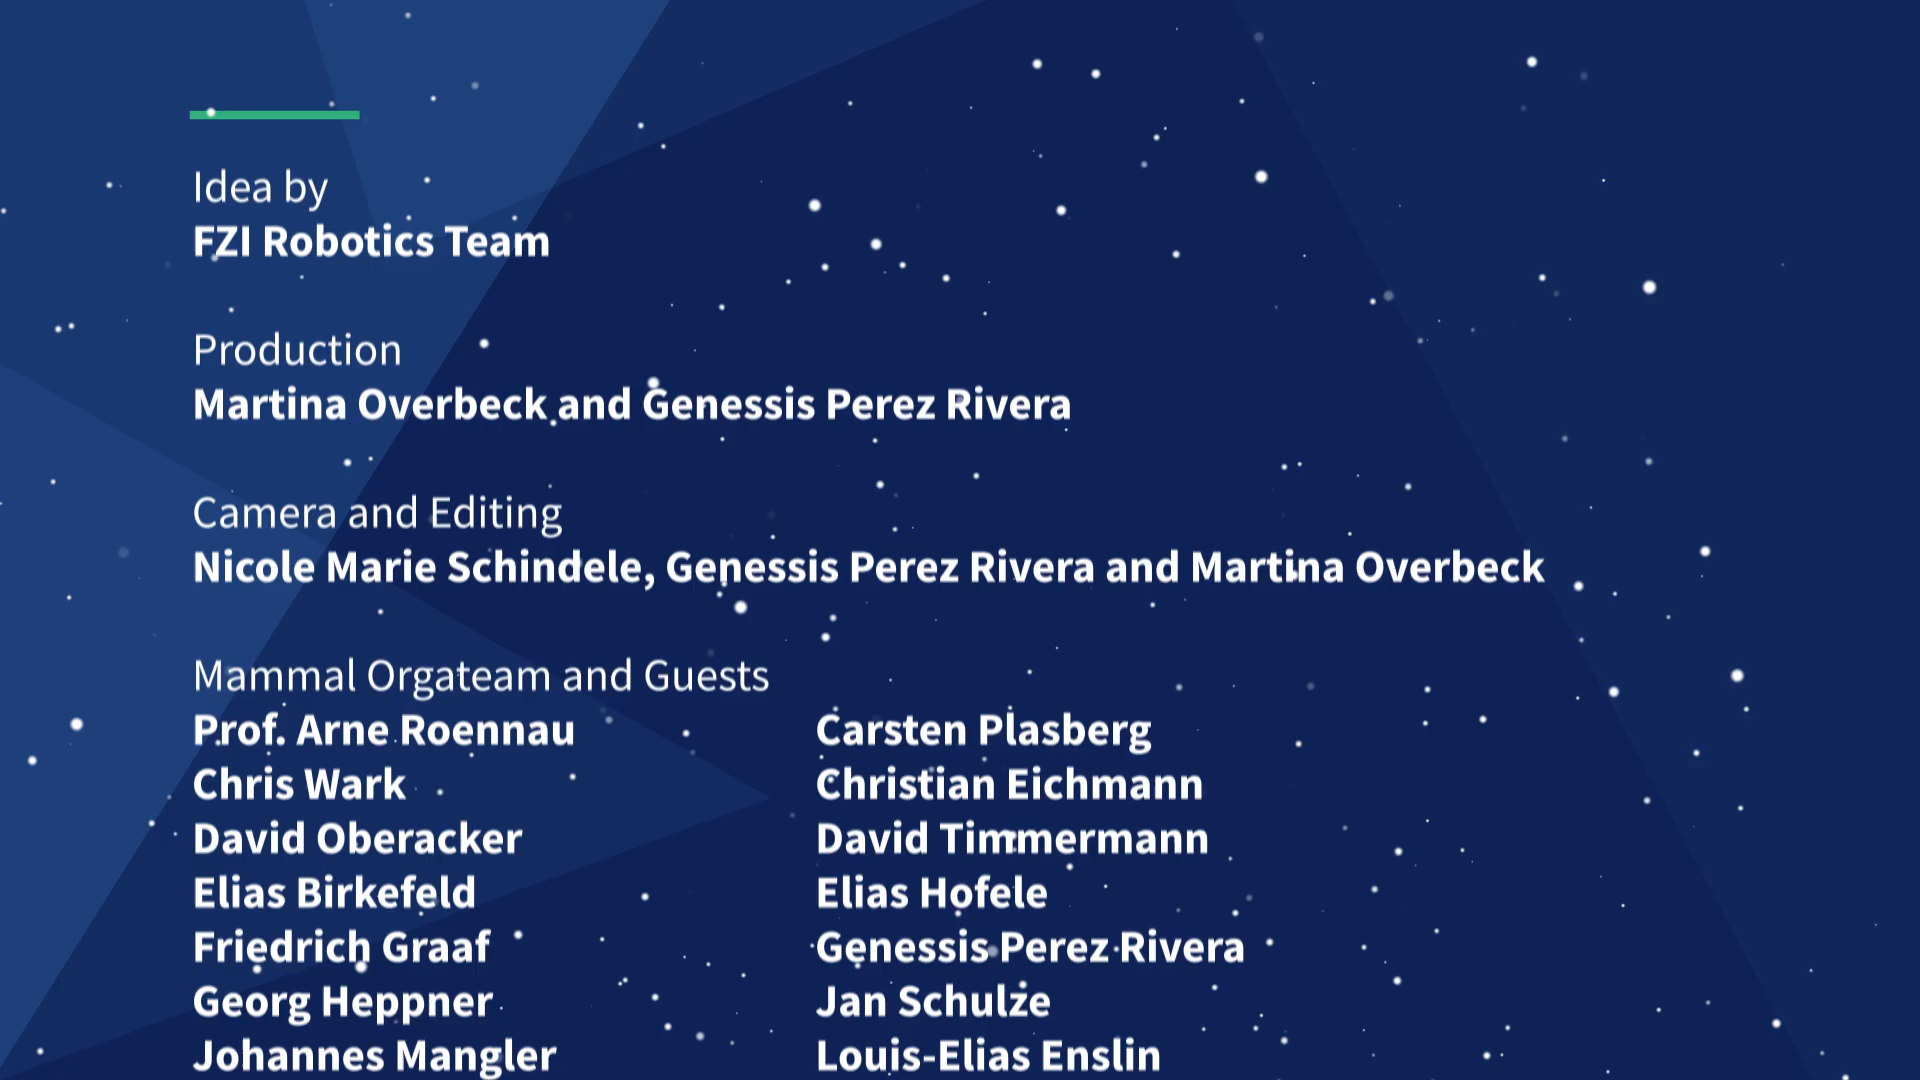 Idea by
FZI Robotics Team
Production
Martina Overbeck and Genessis Perez Rivera
Camera and Editing
Nicole Marie Schindele, Genessis Perez Rivera and Martina Overbeck
Mammal Orgateam and Guests
Prof. Arne Roennau
Carsten Plasberg
Chris Wark
Christian Eichmann
David Oberacker
David Timmermann
Elias Birkefeld
Elias Hofele
Friedrich Graaf
Genessis Perez Rivera
Georg Heppner
Jan Schulze
Johannes Mangler
Louis-Elias Enslin